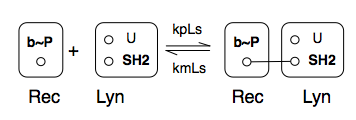 kpLs
b~P + U b~P U
SH2 kmLs SH2
Rec Lyn Rec Lyn